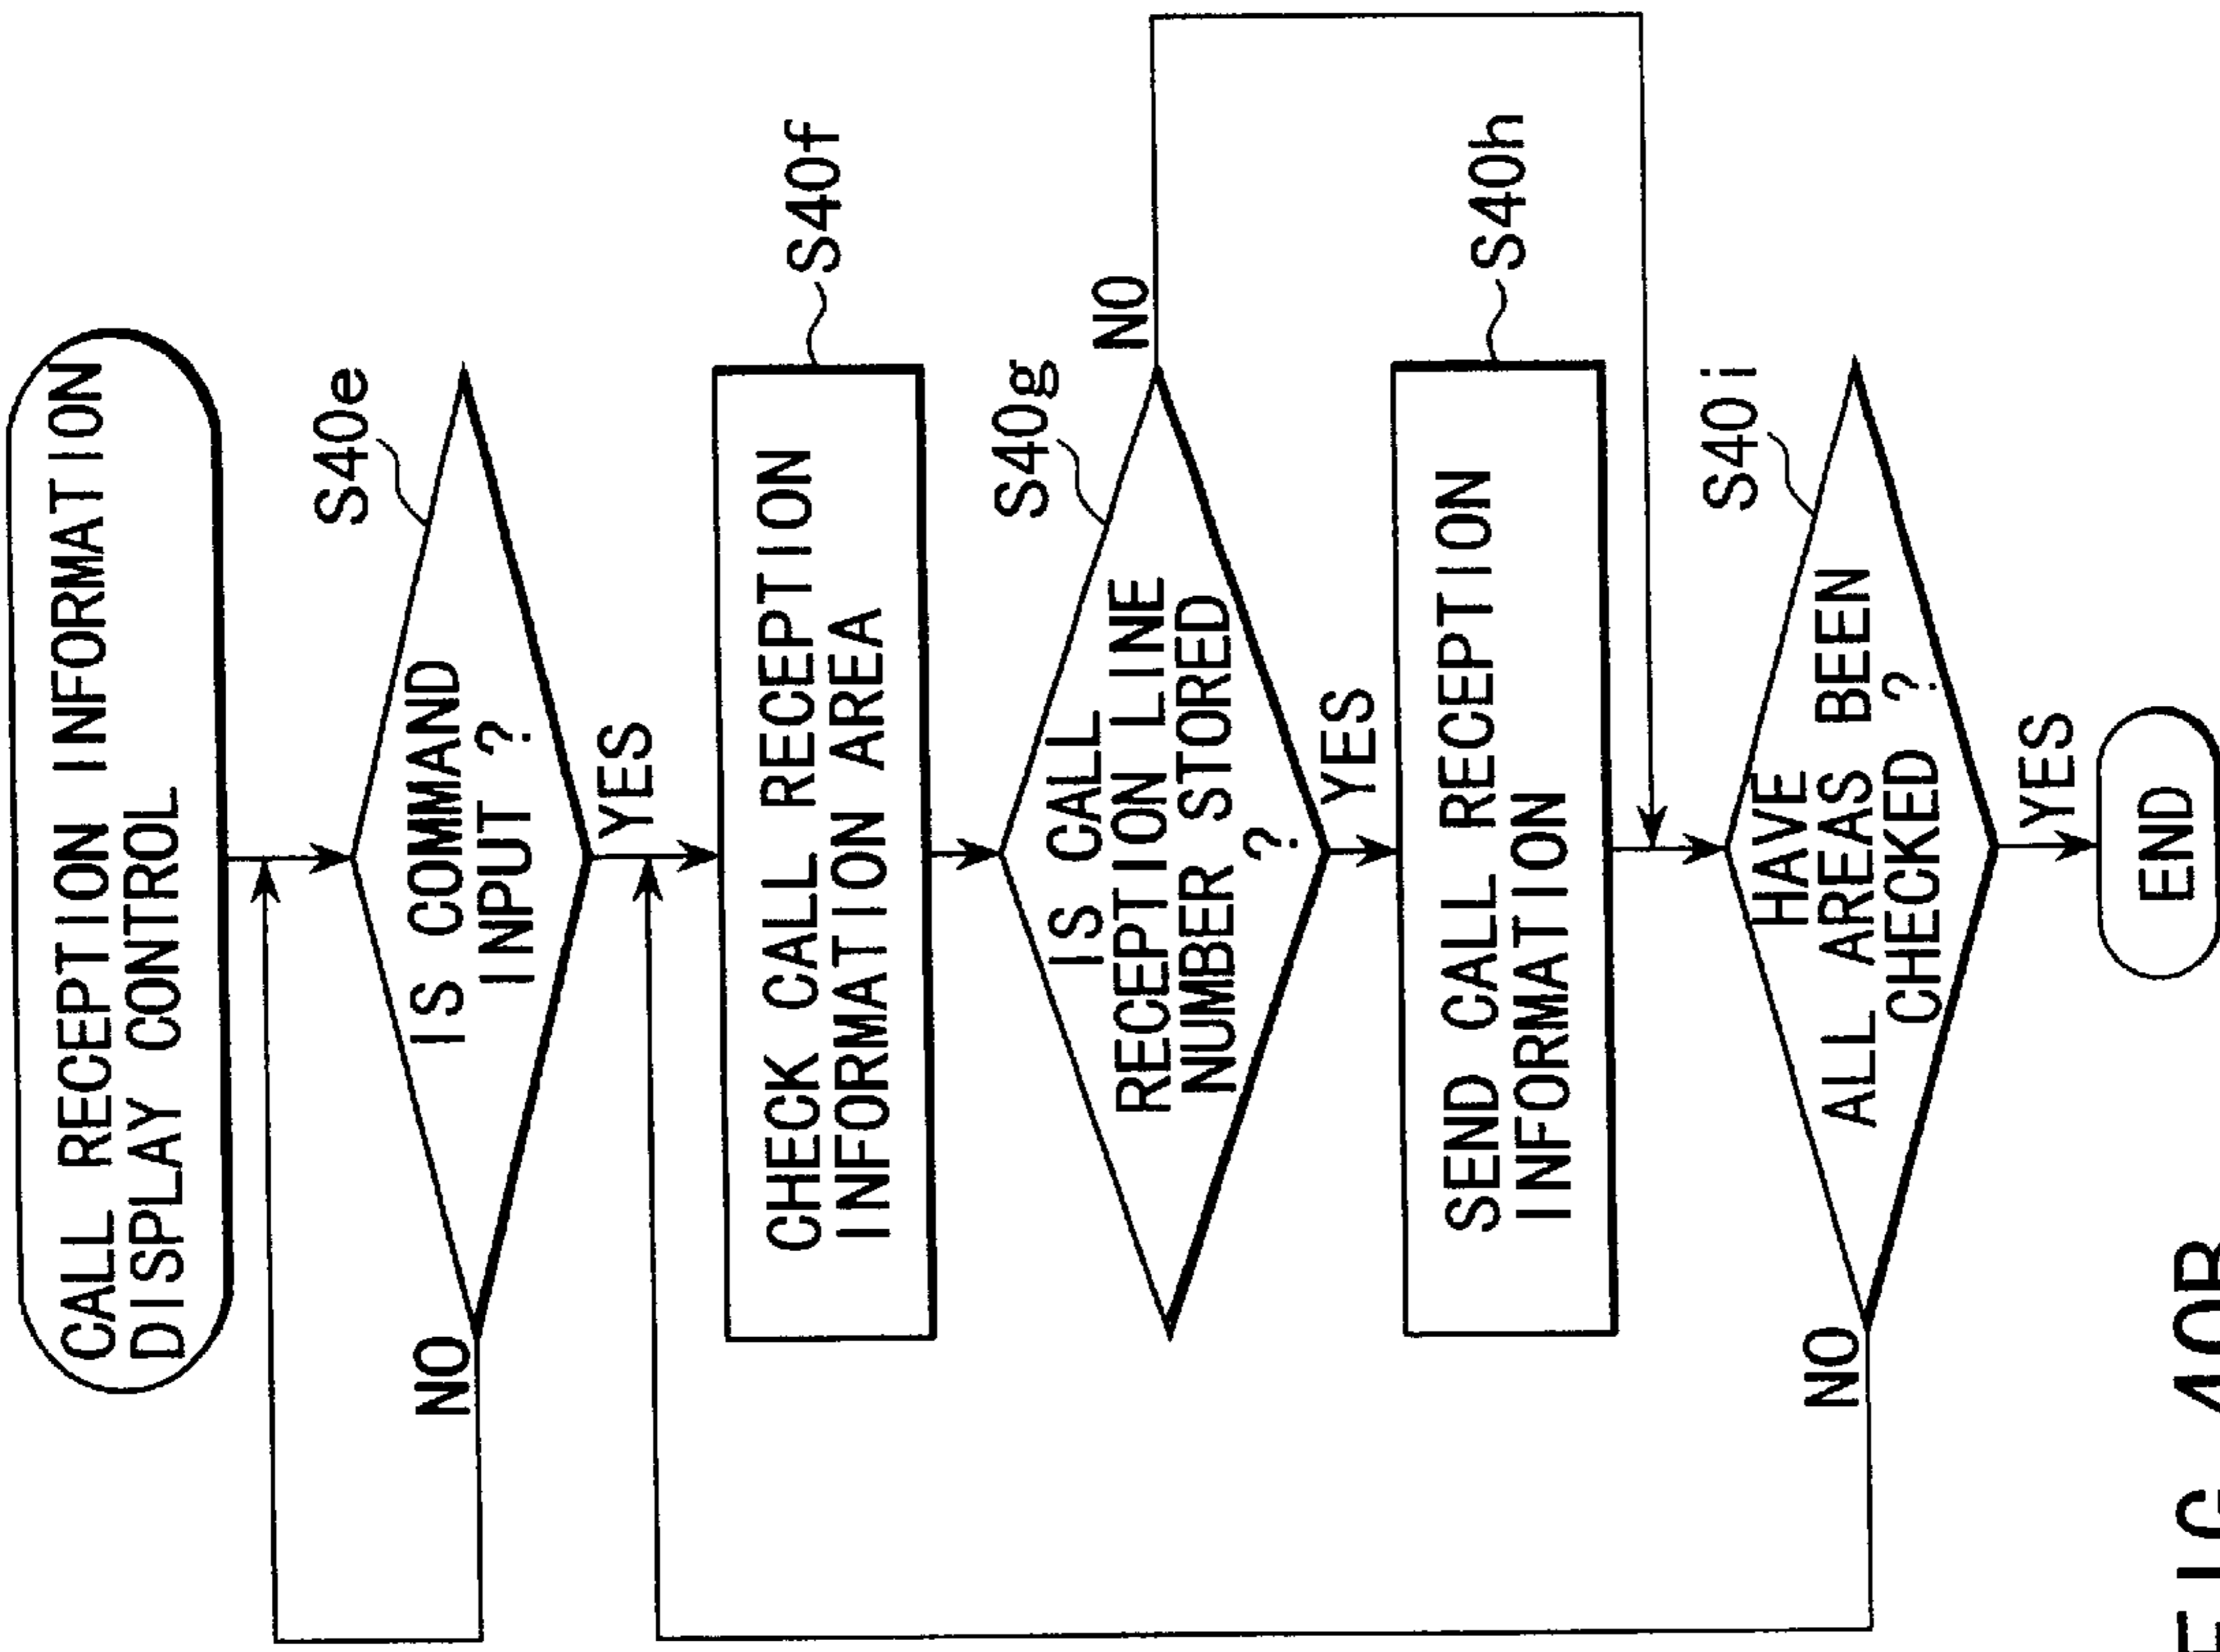 CALL RECEPTION INFORMATION
DISPLAY CONTROL
S40e
IS COMMAND
INPUT ?
NO
YES
CHECK CALL RECEPTION
INFORMATION AREA
S40f
S40g
IS CALL
RECEPTION LINE
NUMBER STORED
?
NO
YES
SEND CALL RECEPTION
INFORMATION
S40h
S40i
HAVE
ALL AREAS BEEN
CHECKED ?
NO
YES
END
FIG. 40B